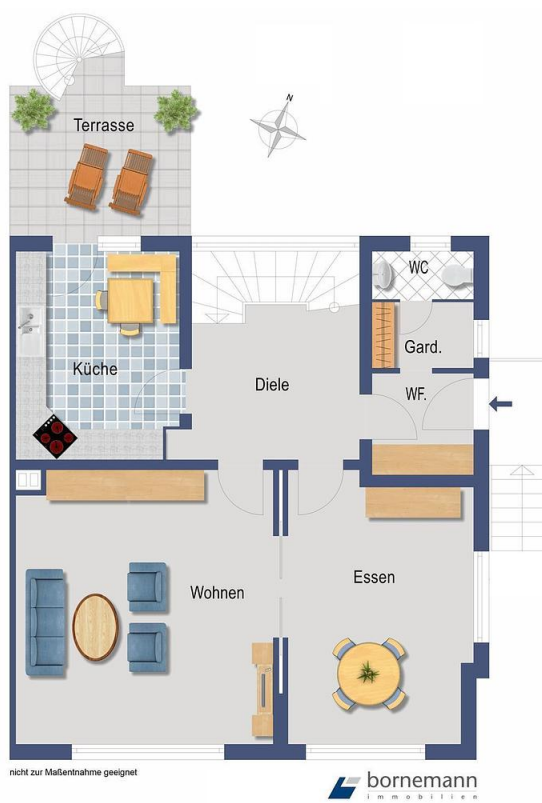 N
Terrasse
WC
Gard.
Küche
Diele
WF.
Essen
Wohnen
nicht zur Maßentnahme geeignet
bornemann
immobilien